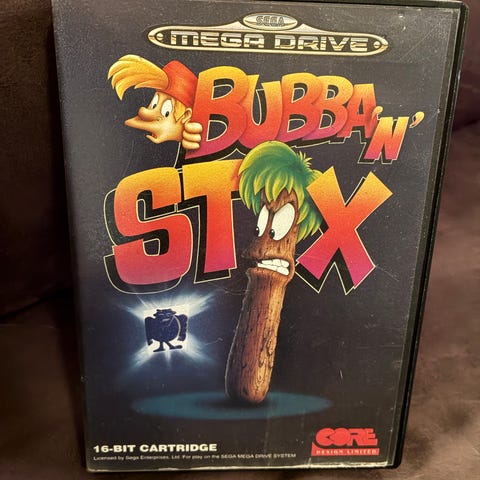 SEGA
MEGA DRIVE
BUBBA 'N'
STIX
16-BIT CARTRIDGE
Licensed by Sega Enterprises, Ltd. For play on the SEGA MEGA DRIVE SYSTEM
CORE
DESIGN LIMITED